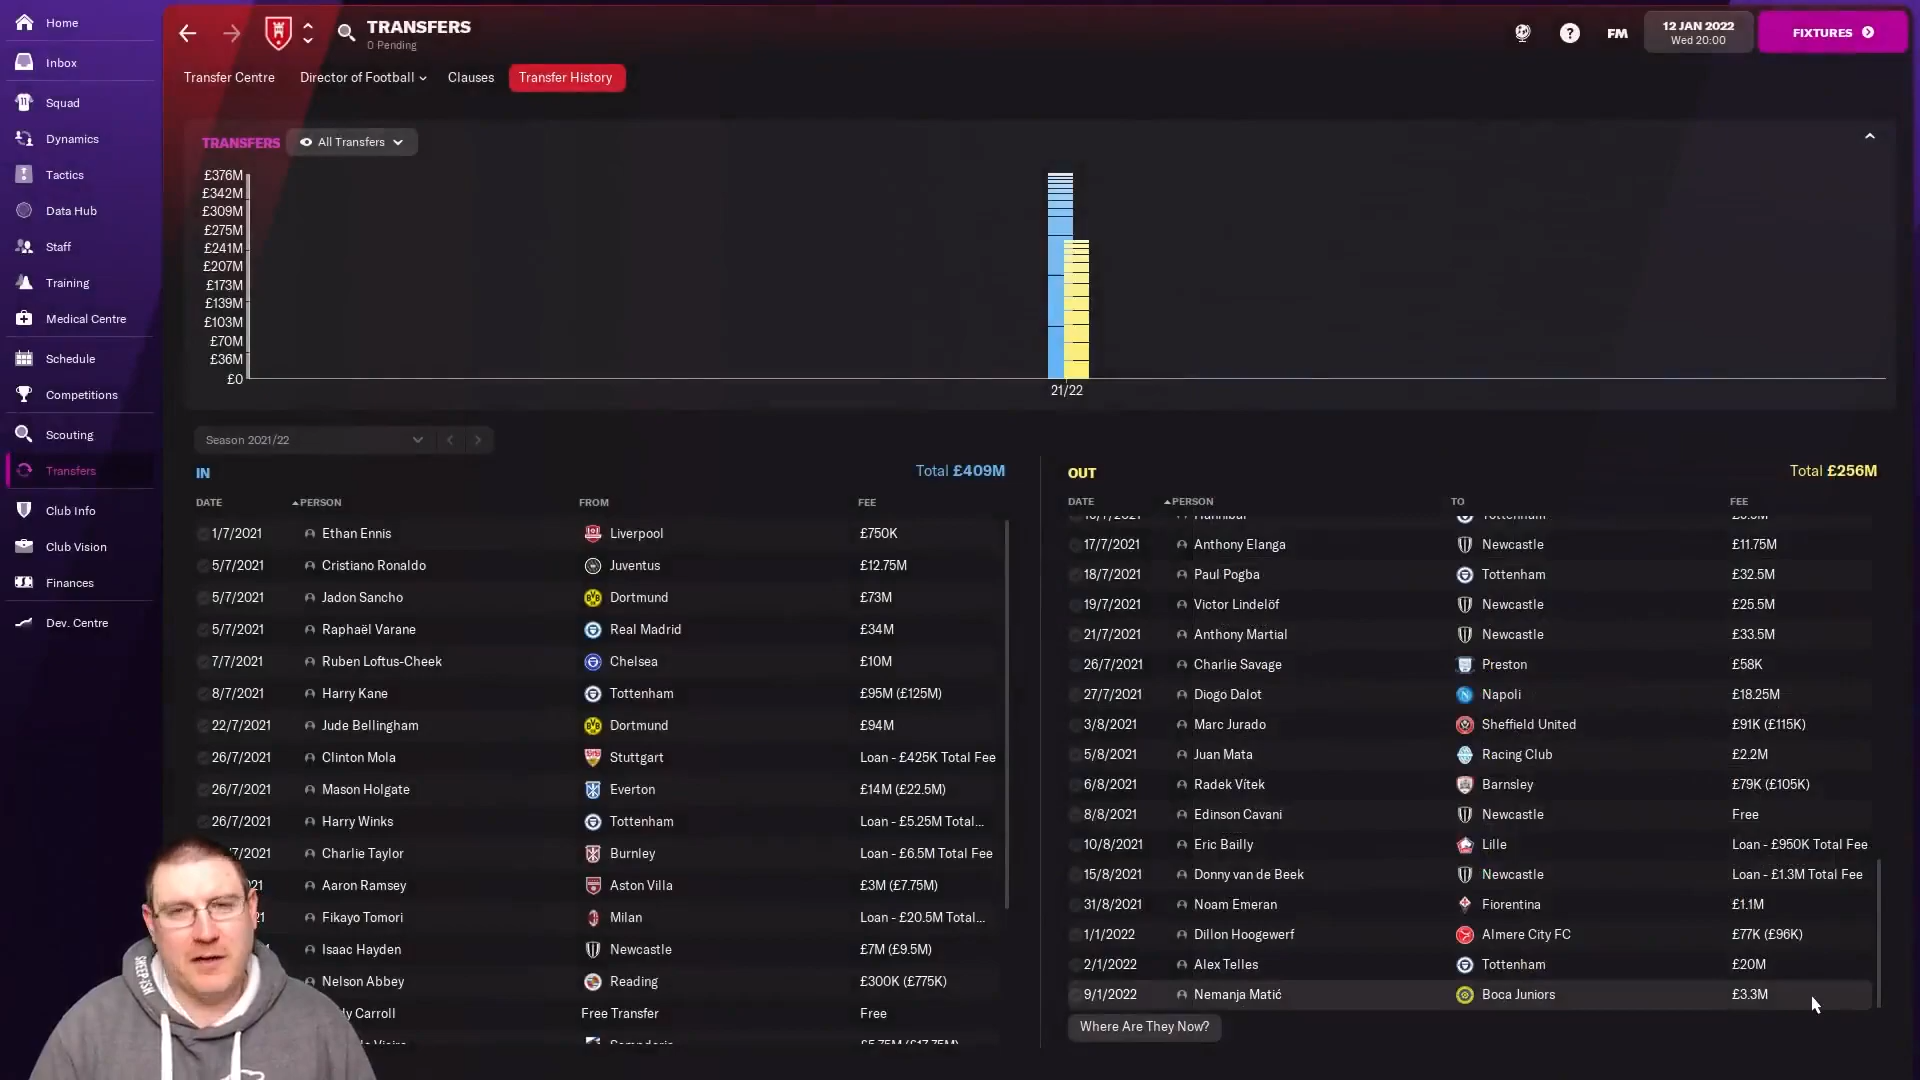 Home
Inbox
Squad
Dynamics
Tactics
Data Hub
Staff
Training
Medical Centre
Schedule
Competitions
Scouting
Transfers
Club Info
Club Vision
Finances
Dev. Centre
TRANSFERS
0 Pending
FM
12 JAN 2022
Wed 20:00
FIXTURES
Transfer Centre
Director of Football
Clauses
Transfer History
TRANSFERS
All Transfers
£376M
£342M
£309M
£275M
£241M
£207M
£173M
£139M
£103M
£70M
£36M
£0
21/22
Season 2021/22
IN Total £409M
DATE PERSON FROM FEE
1/7/2021 Ethan Ennis Liverpool £750K
5/7/2021 Cristiano Ronaldo Juventus £12.75M
5/7/2021 Jadon Sancho Dortmund £73M
5/7/2021 Raphaël Varane Real Madrid £34M
7/7/2021 Ruben Loftus-Cheek Chelsea £10M
8/7/2021 Harry Kane Tottenham £95M (£125M)
22/7/2021 Jude Bellingham Dortmund £94M
26/7/2021 Clinton Mola Stuttgart Loan - £425K Total Fee
26/7/2021 Mason Holgate Everton £14M (£22.5M)
26/7/2021 Harry Winks Tottenham Loan - £5.25M Total...
7/2021 Charlie Taylor Burnley Loan - £6.5M Total Fee
21 Aaron Ramsey Aston Villa £3M (£7.75M)
21 Fikayo Tomori Milan Loan - £20.5M Total...
Isaac Hayden Newcastle £7M (£9.5M)
Nelson Abbey Reading £300K (£775K)
Carroll Free Transfer Free
OUT Total £256M
DATE PERSON TO FEE
Hannibal Tottenham
17/7/2021 Anthony Elanga Newcastle £11.75M
18/7/2021 Paul Pogba Tottenham £32.5M
19/7/2021 Victor Lindelöf Newcastle £25.5M
21/7/2021 Anthony Martial Newcastle £33.5M
26/7/2021 Charlie Savage Preston £58K
27/7/2021 Diogo Dalot Napoli £18.25M
3/8/2021 Marc Jurado Sheffield United £91K (£115K)
5/8/2021 Juan Mata Racing Club £2.2M
6/8/2021 Radek Vítek Barnsley £79K (£105K)
8/8/2021 Edinson Cavani Newcastle Free
10/8/2021 Eric Bailly Lille Loan - £950K Total Fee
15/8/2021 Donny van de Beek Newcastle Loan - £1.3M Total Fee
31/8/2021 Noam Emeran Fiorentina £1.1M
1/1/2022 Dillon Hoogewerf Almere City FC £77K (£96K)
2/1/2022 Alex Telles Tottenham £20M
9/1/2022 Nemanja Matić Boca Juniors £3.3M
Where Are They Now?